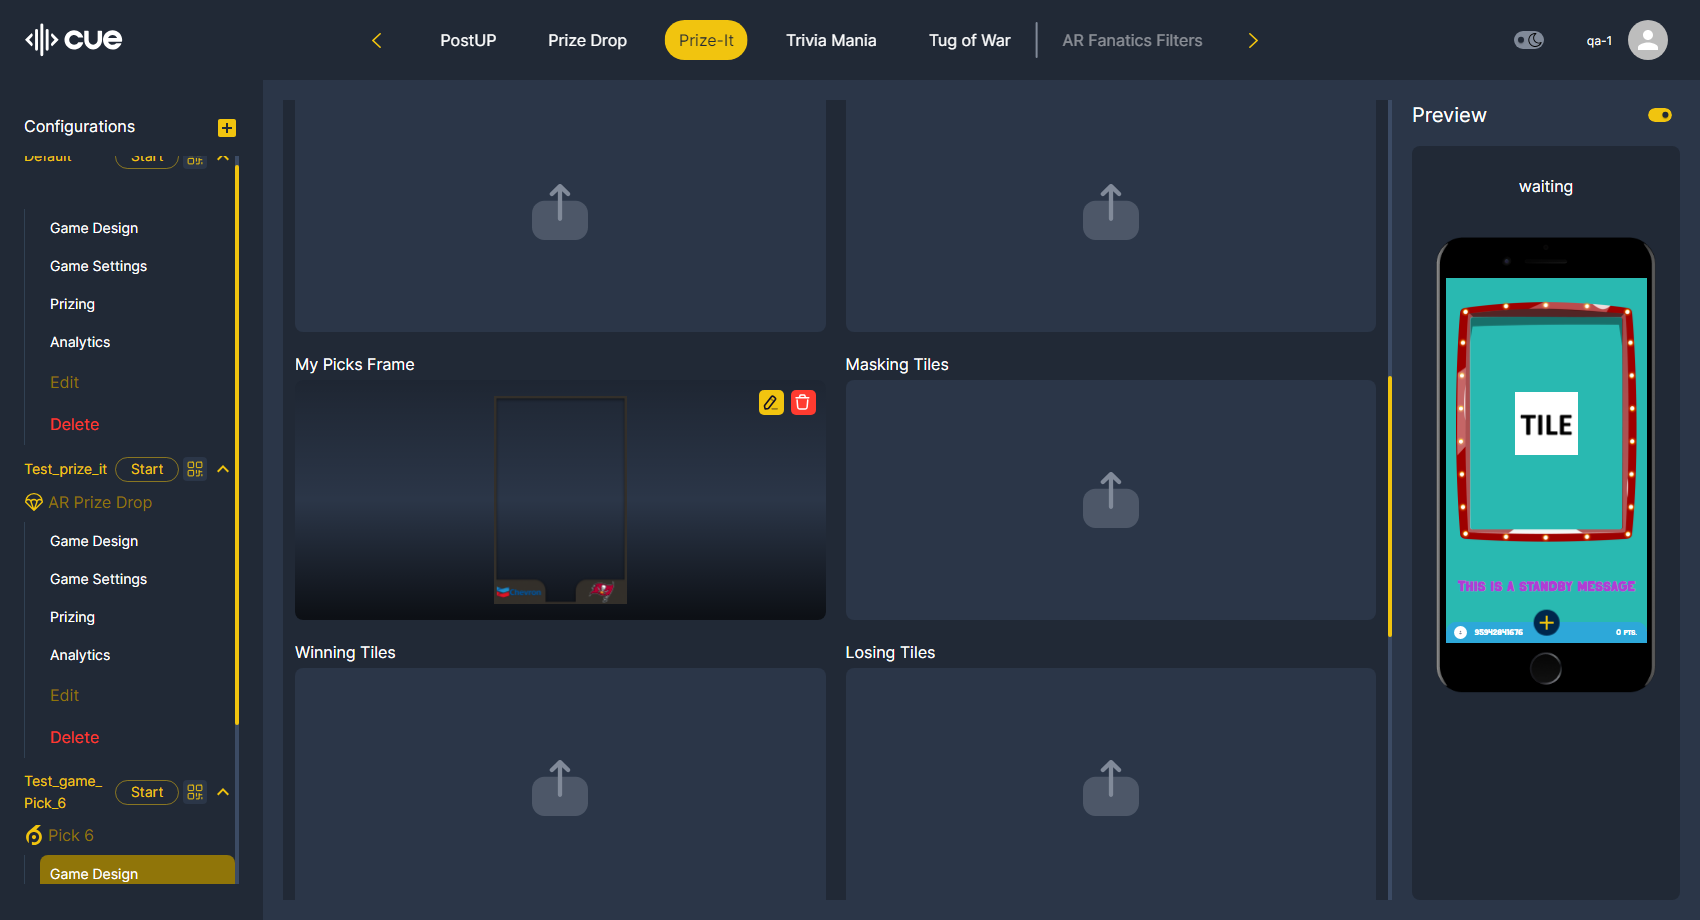 cue
PostUP
Prize Drop
Prize-It
Trivia Mania
Tug of War
AR Fanatics Filters
qa-1
Configurations
Default
Start
Game Design
Game Settings
Prizing
Analytics
Edit
Delete
Test_prize_it
Start
AR Prize Drop
Game Design
Game Settings
Prizing
Analytics
Edit
Delete
Test_game_
Pick_6
Start
Pick 6
Game Design
My Picks Frame
Masking Tiles
Winning Tiles
Losing Tiles
Preview
waiting
TILE
This is a standby message
0 PTS.